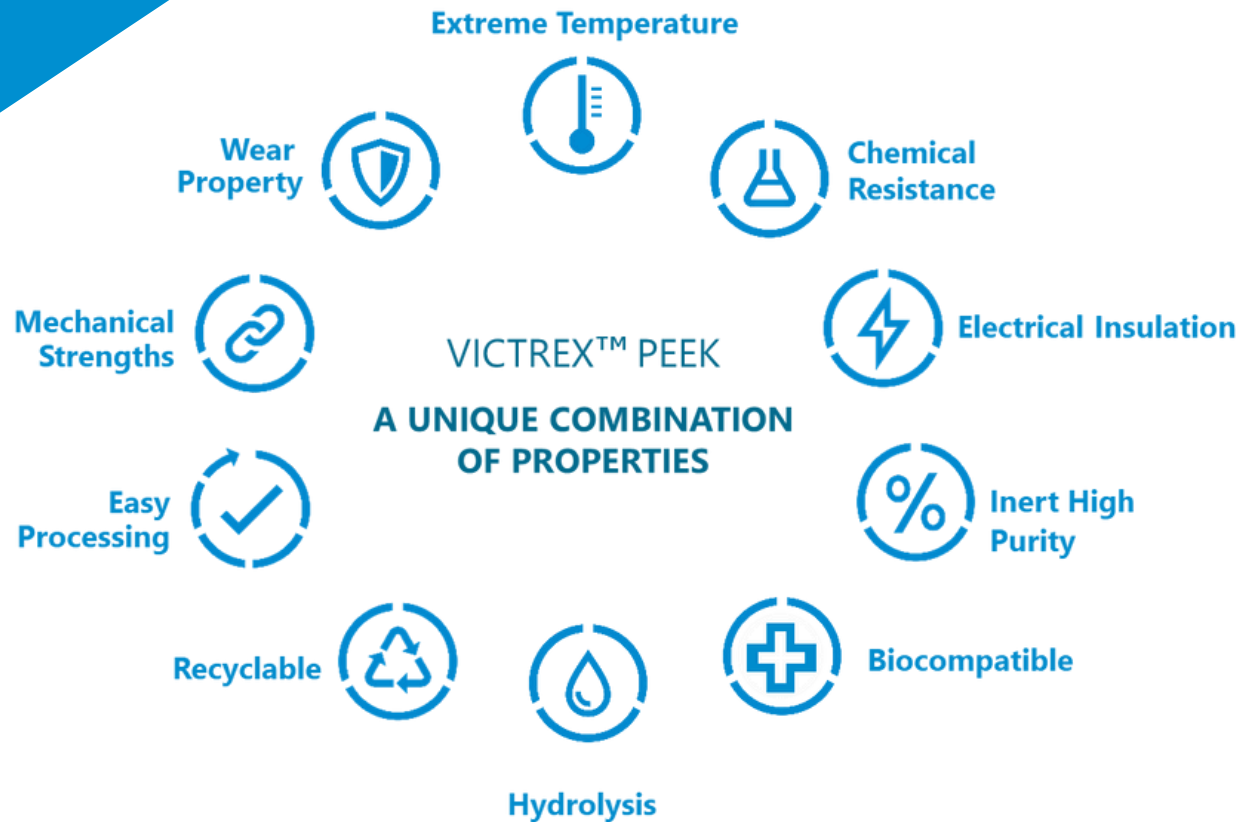 Extreme Temperature
Wear
Property
Chemical
Resistance
Mechanical
Strengths
Electrical Insulation
VICTREX™ PEEK
A UNIQUE COMBINATION
OF PROPERTIES
Easy
Processing
Inert High
Purity
Recyclable
Biocompatible
Hydrolysis